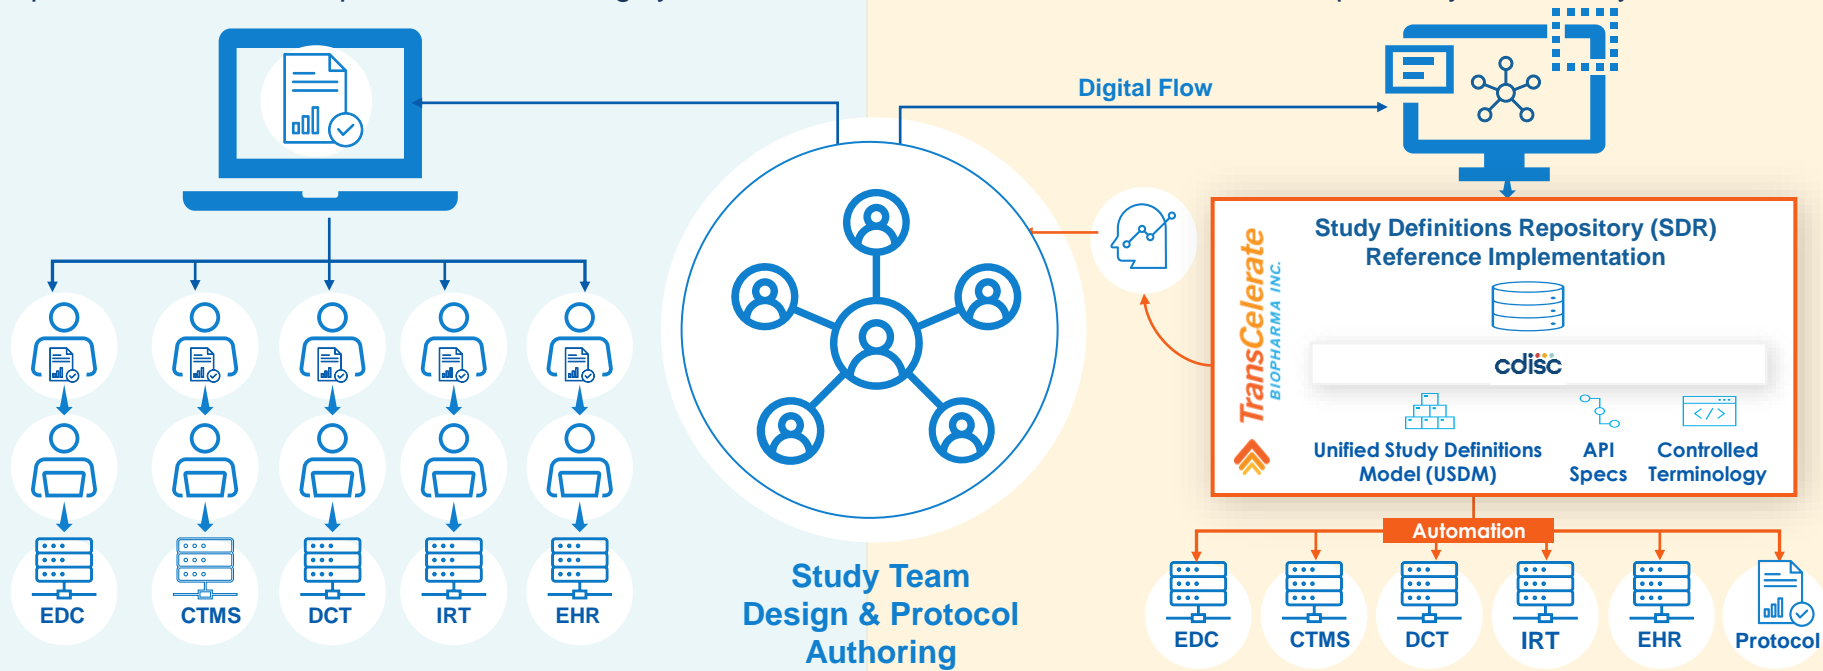 Digital Flow
Study Definitions Repository (SDR)
Reference Implementation
TransCelerate
BIOPHARMA INC.
cdisc
Unified Study Definitions
Model (USDM)
API
Specs
Controlled
Terminology
Automation
EDC
CTMS
DCT
IRT
EHR
Study Team
Design & Protocol
Authoring
EDC
CTMS
DCT
IRT
EHR
Protocol